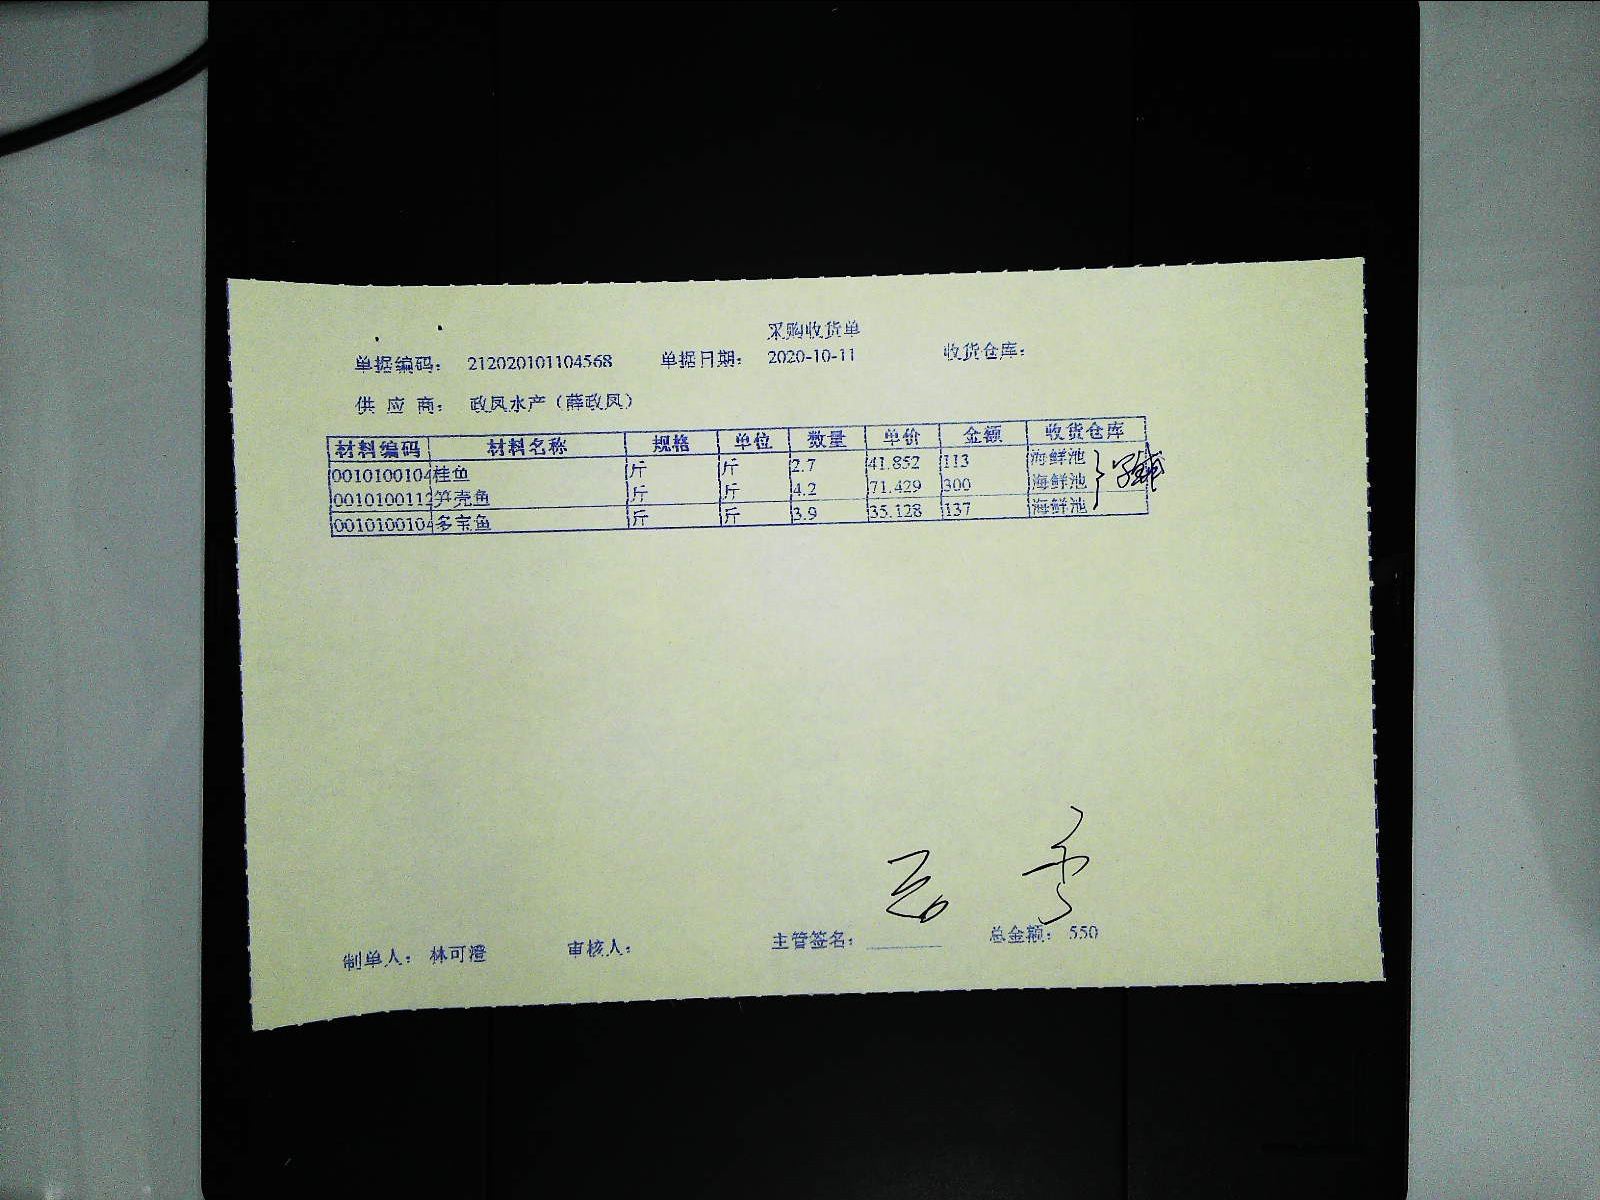 采购收货单
单据编码： 212020101104568 单据日期： 2020-10-11 收货仓库：
供 应 商： 政凤水产（薛政凤）
材料编码 材料名称 规格 单位 数量 单价 金额 收货仓库
0010100104 桂鱼 斤 斤 2.7 41.852 113 海鲜池
0010100112 笋壳鱼 斤 斤 4.2 71.429 300 海鲜池
0010100104 多宝鱼 斤 斤 3.9 35.128 137 海鲜池
制单人： 林可澄 审核人： 主管签名： 总金额： 550